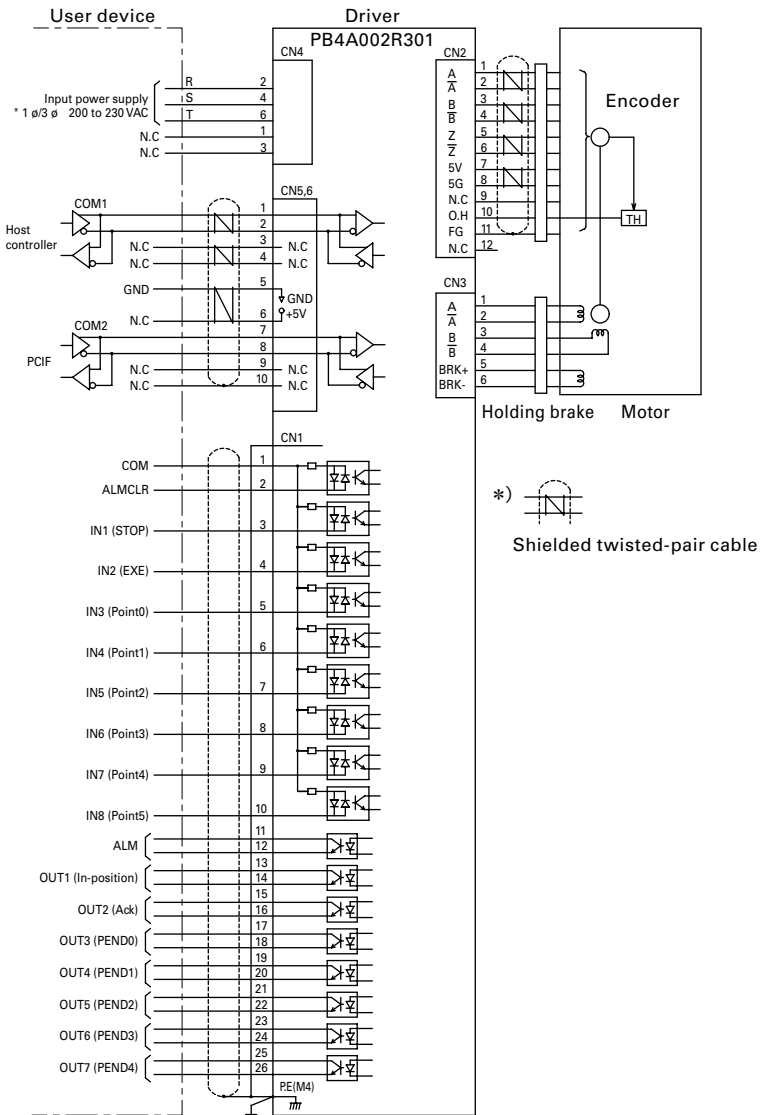 User device
Driver
PB4A002R301
CN4
R 2
Input power supply
S 4
* 1 ø/3 ø 200 to 230 VAC
T 6
N.C 1
N.C 3
CN5,6
COM1
1
2
Host
controller
N.C 3 N.C
N.C 4 N.C
GND 5
GND
+5V
N.C 6
COM2
7
8
PCIF
N.C 9 N.C
N.C 10 N.C
CN2
A 1
A̅ 2
B 3
B̅ 4
Z 5
Z̅ 6
5V 7
5G 8
N.C 9
O.H 10
FG 11
N.C 12
Encoder
TH
CN3
A 1
A̅ 2
B 3
B̅ 4
BRK+ 5
BRK- 6
Holding brake Motor
*)
Shielded twisted-pair cable
CN1
COM 1
ALMCLR 2
IN1 (STOP) 3
IN2 (EXE) 4
IN3 (Point0) 5
IN4 (Point1) 6
IN5 (Point2) 7
IN6 (Point3) 8
IN7 (Point4) 9
IN8 (Point5) 10
11
ALM 12
13
OUT1 (In-position) 14
15
OUT2 (Ack) 16
17
OUT3 (PEND0) 18
19
OUT4 (PEND1) 20
21
OUT5 (PEND2) 22
23
OUT6 (PEND3) 24
25
OUT7 (PEND4) 26
P.E(M4)